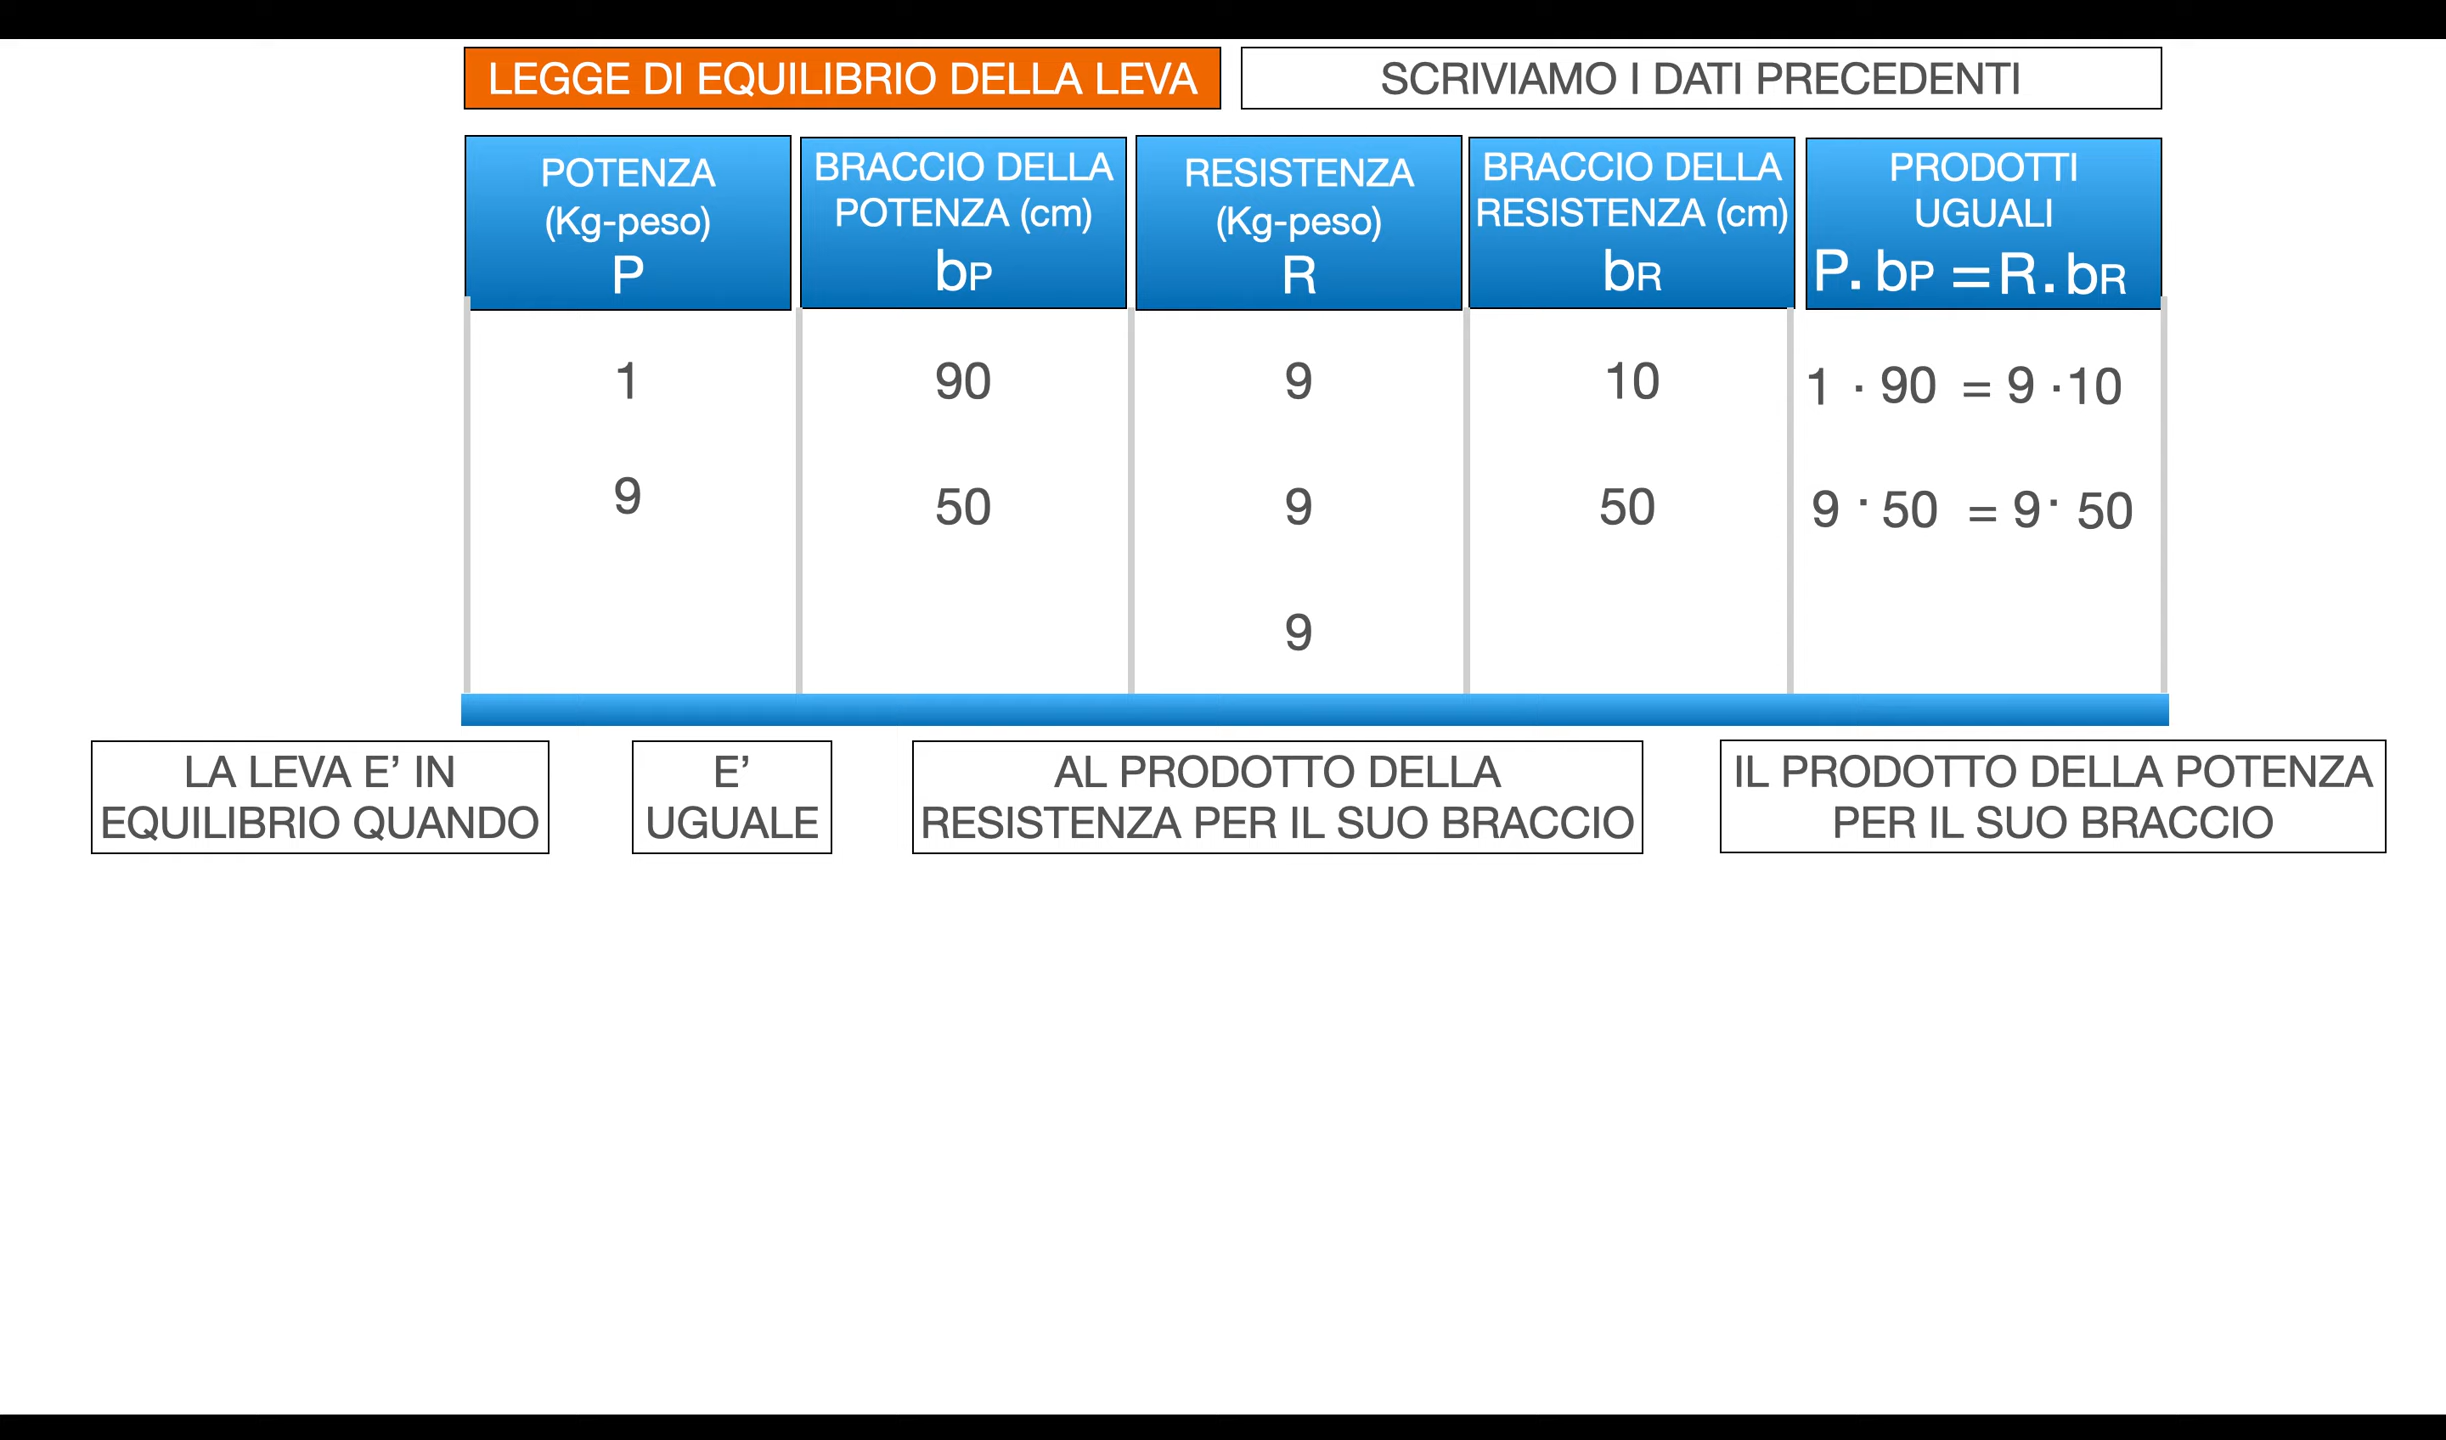 LEGGE DI EQUILIBRIO DELLA LEVA
SCRIVIAMO I DATI PRECEDENTI
POTENZA
(Kg-peso)
P
BRACCIO DELLA
POTENZA (cm)
bP
RESISTENZA
(Kg-peso)
R
BRACCIO DELLA
RESISTENZA (cm)
bR
PRODOTTI
UGUALI
P. bP =R.bR
1
90
9
10
1 · 90 = 9 ·10
9
50
9
50
9 · 50 = 9· 50
9
LA LEVA E’ IN
EQUILIBRIO QUANDO
E’
UGUALE
AL PRODOTTO DELLA
RESISTENZA PER IL SUO BRACCIO
IL PRODOTTO DELLA POTENZA
PER IL SUO BRACCIO